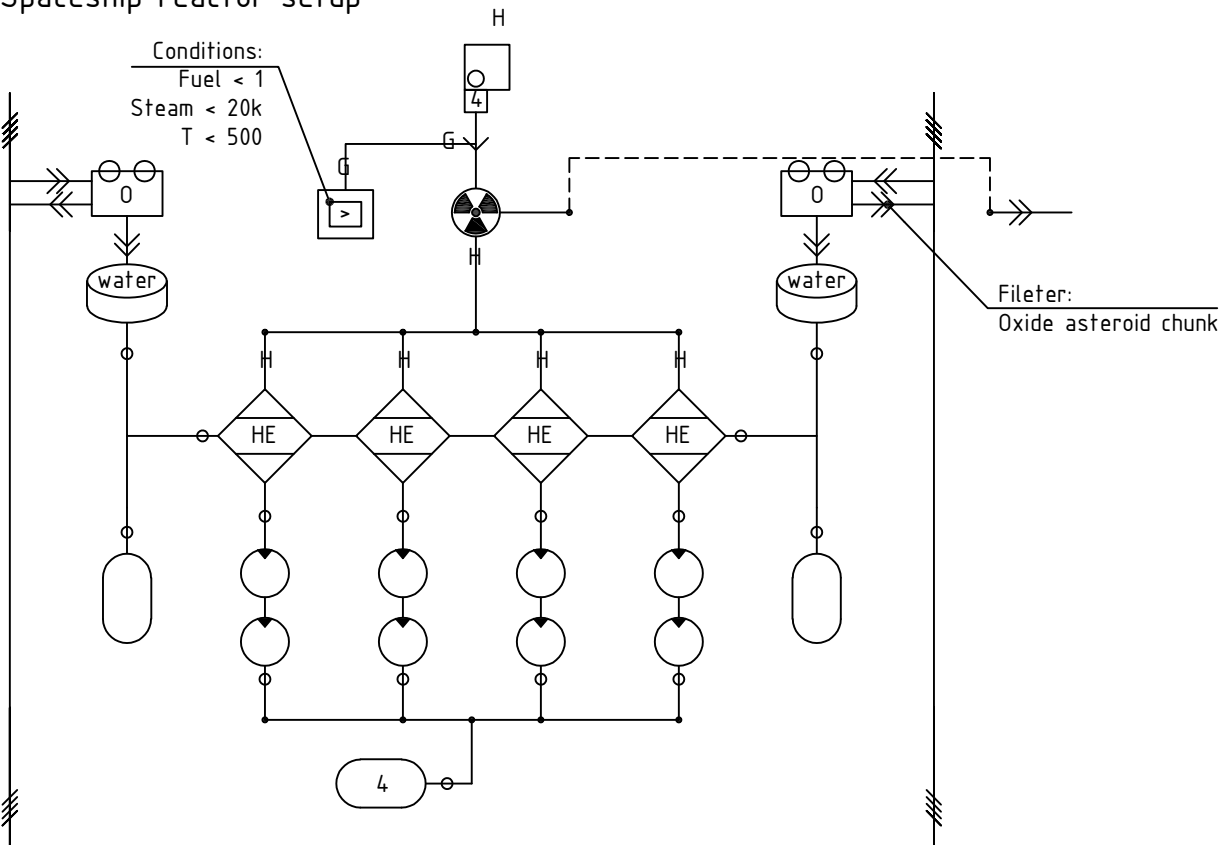 Spaceship reactor setup
H
Conditions:
Fuel < 1
Steam < 20k
T < 500
4
G
G
>
O
O
water
water
H
Fileter:
Oxide asteroid chunk
H
H
H
H
HE
HE
HE
HE
4